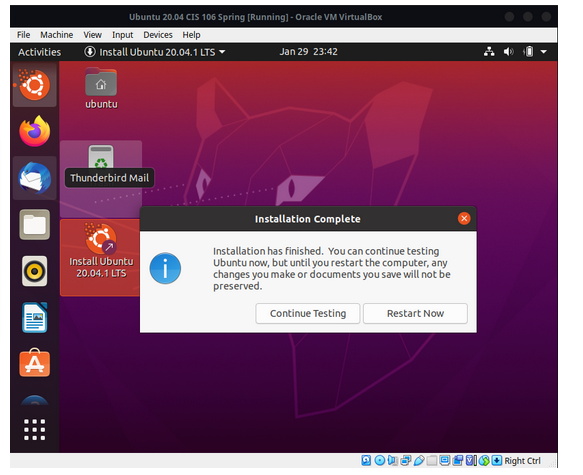 Ubuntu 20.04 CIS 106 Spring [Running] - Oracle VM VirtualBox
File Machine View Input Devices Help
Activities Install Ubuntu 20.04.1 LTS Jan 29 23:42
ubuntu
Thunderbird Mail
Install Ubuntu
20.04.1 LTS
Installation Complete
Installation has finished. You can continue testing
Ubuntu now, but until you restart the computer, any
changes you make or documents you save will not be
preserved.
Continue Testing Restart Now
Right Ctrl